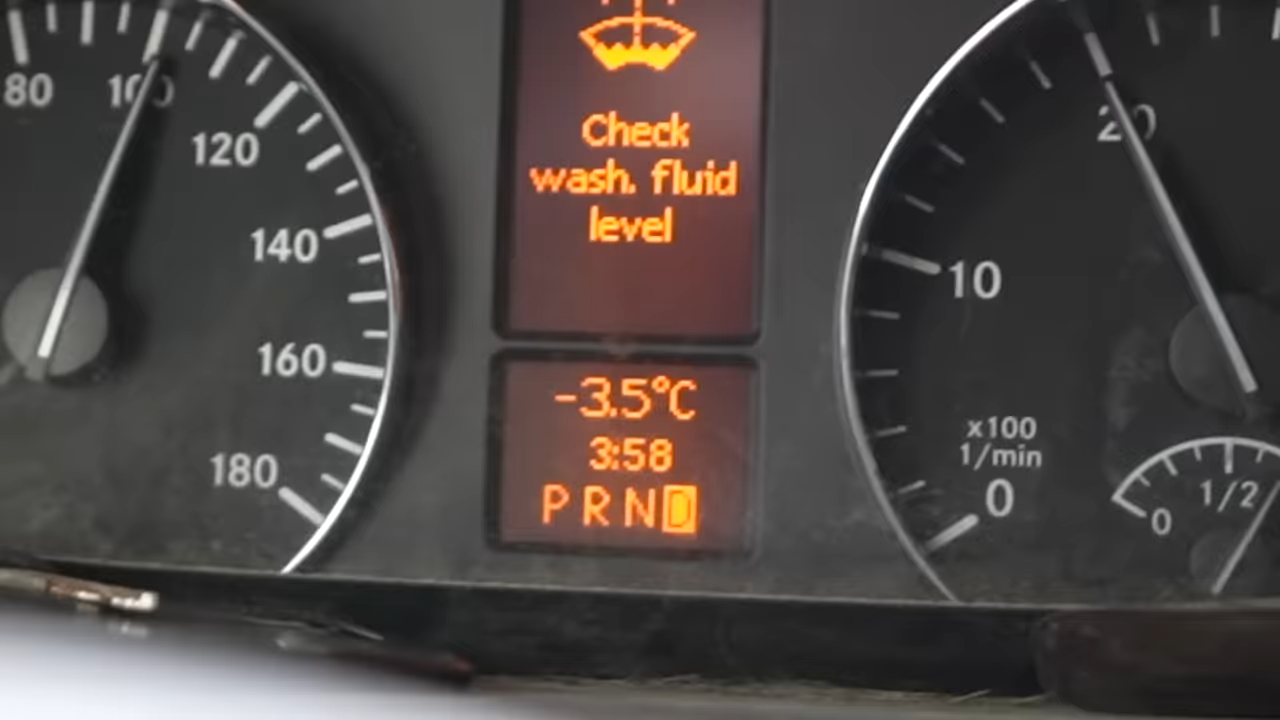 80
100
120
140
160
180
Check
wash. fluid
level
-3.5°C
3:58
P R N D
20
10
x100
1/min
0
0
1/2